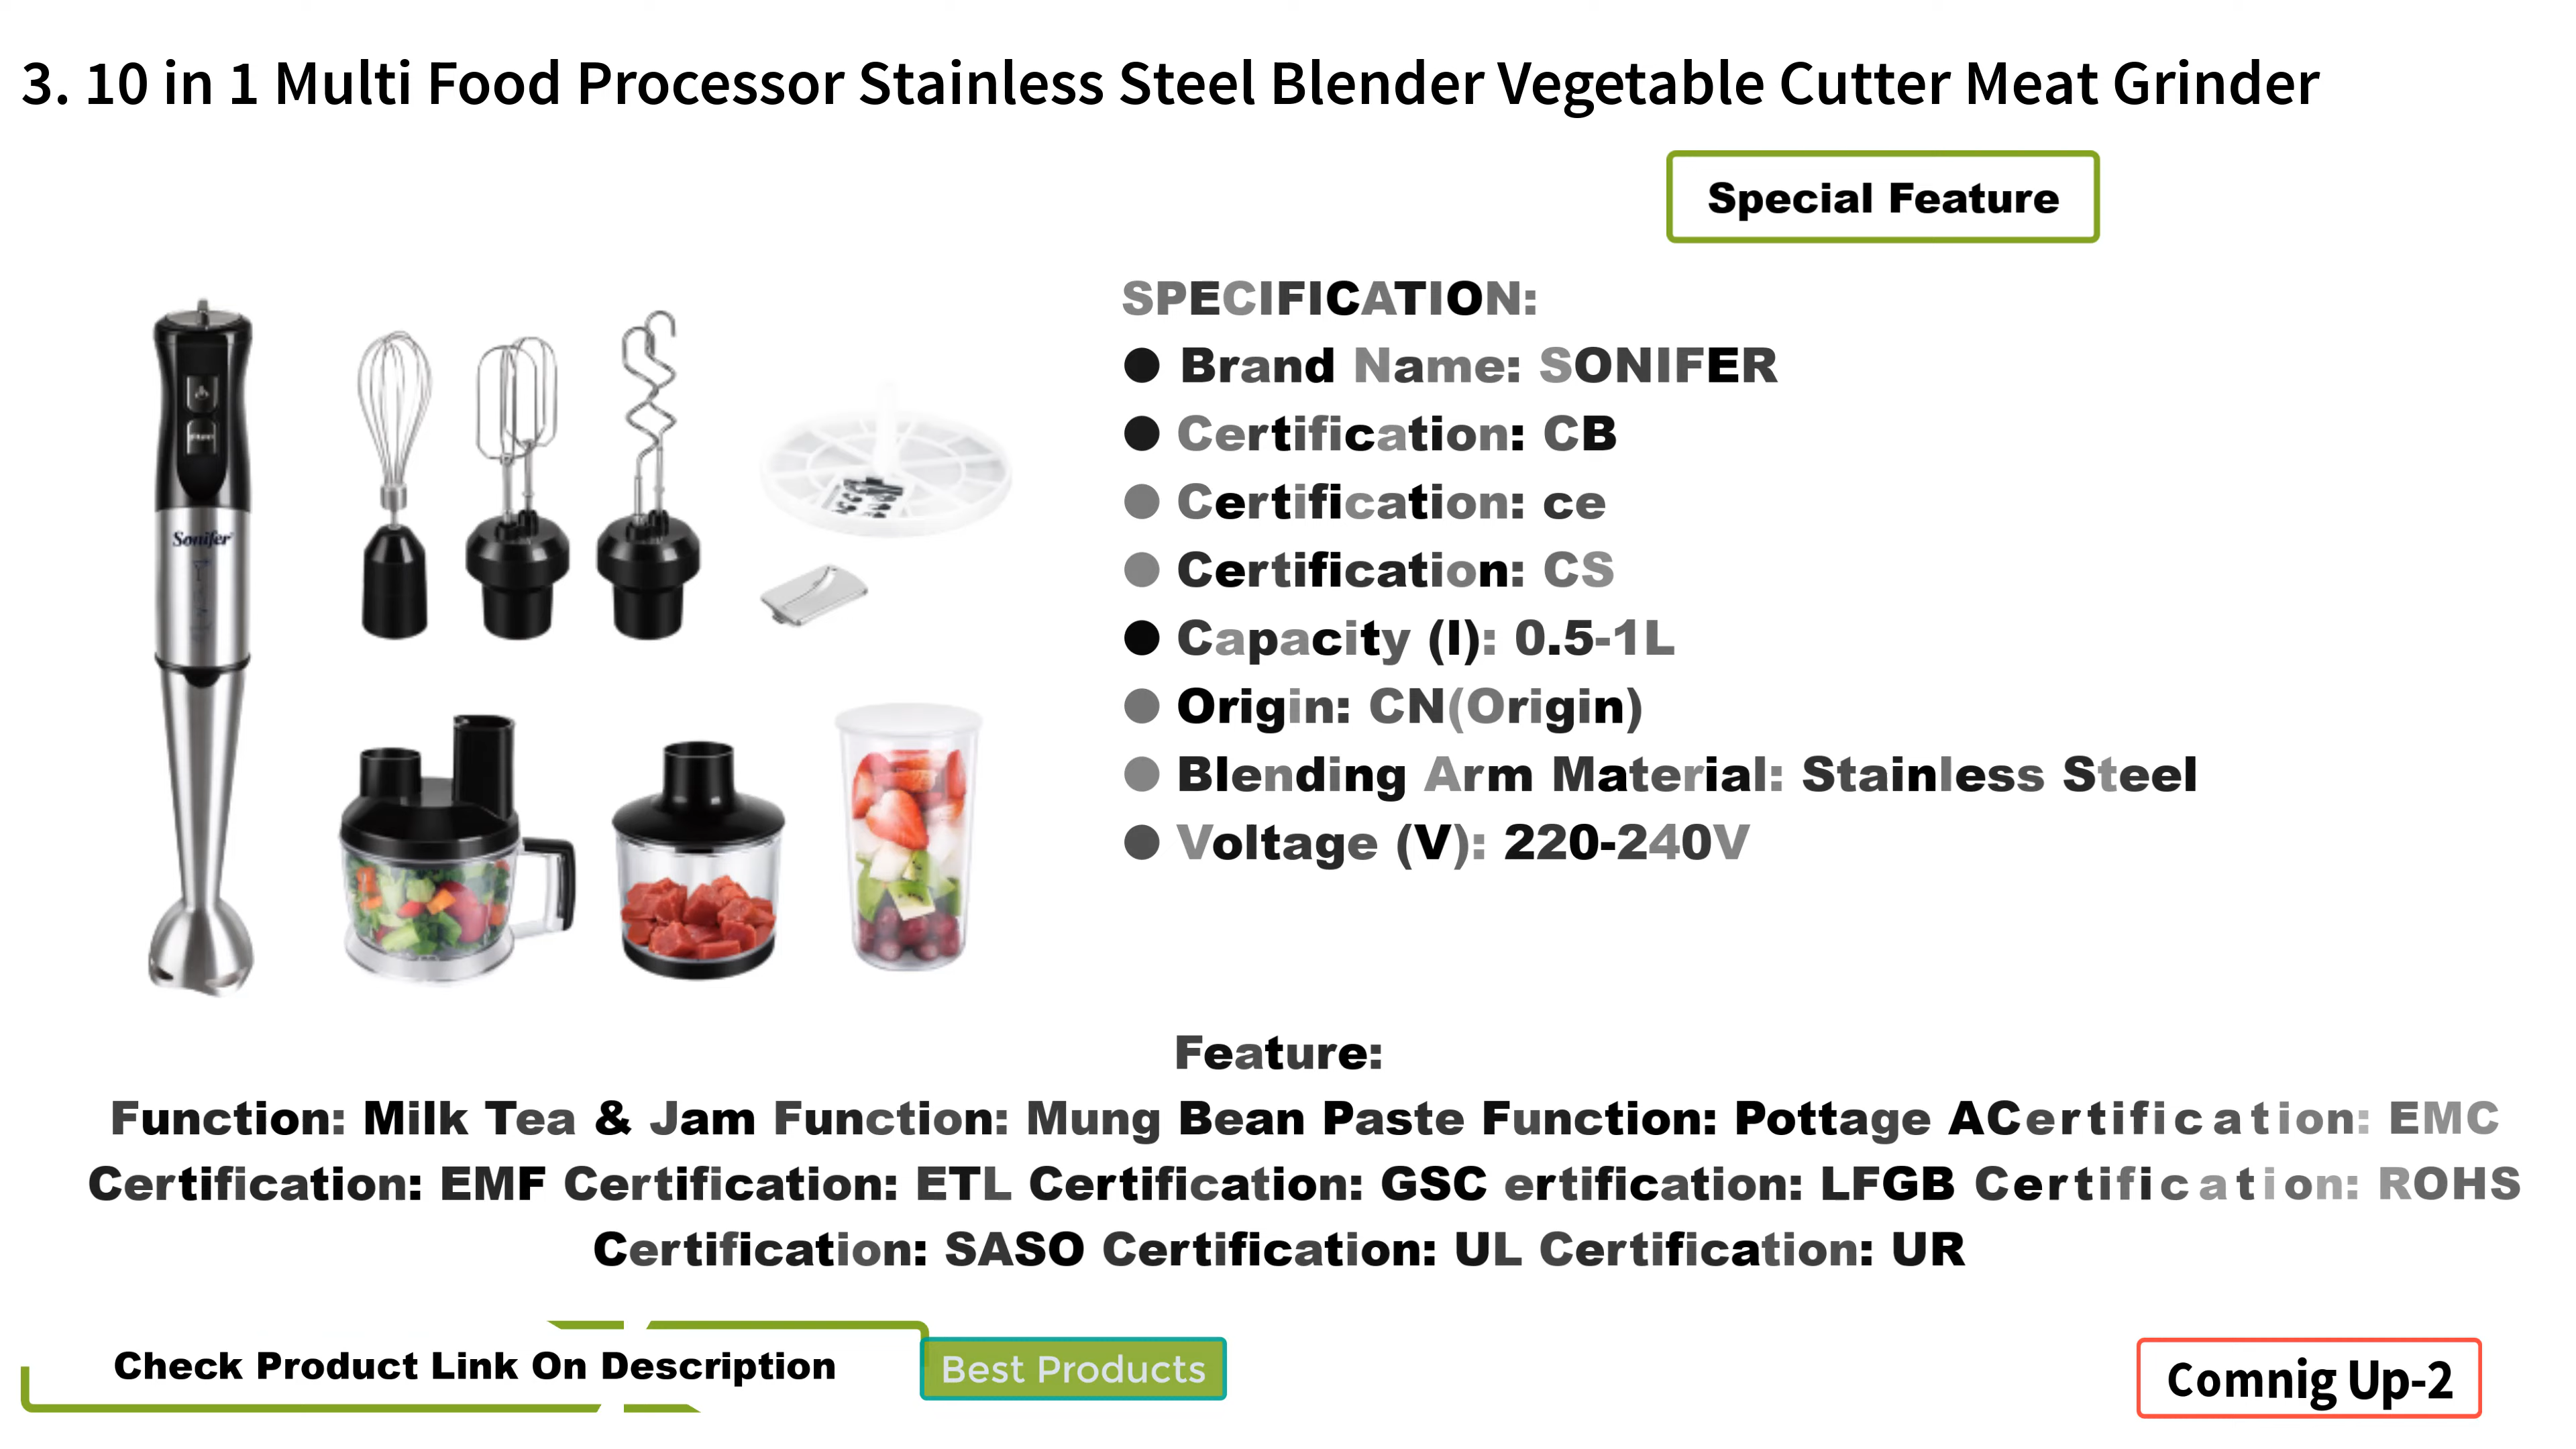 3. 10 in 1 Multi Food Processor Stainless Steel Blender Vegetable Cutter Meat Grinder
Special Feature
SPECIFICATION:
● Brand Name: SONIFER
● Certification: CB
● Certification: ce
● Certification: CS
● Capacity (l): 0.5-1L
● Origin: CN(Origin)
● Blending Arm Material: Stainless Steel
● Voltage (V): 220-240V
Sonifer
Feature:
Function: Milk Tea & Jam Function: Mung Bean Paste Function: Pottage ACertification: EMC
Certification: EMF Certification: ETL Certification: GSC ertification: LFGB Certification: ROHS
Certification: SASO Certification: UL Certification: UR
Check Product Link On Description
Best Products
Comnig Up-2